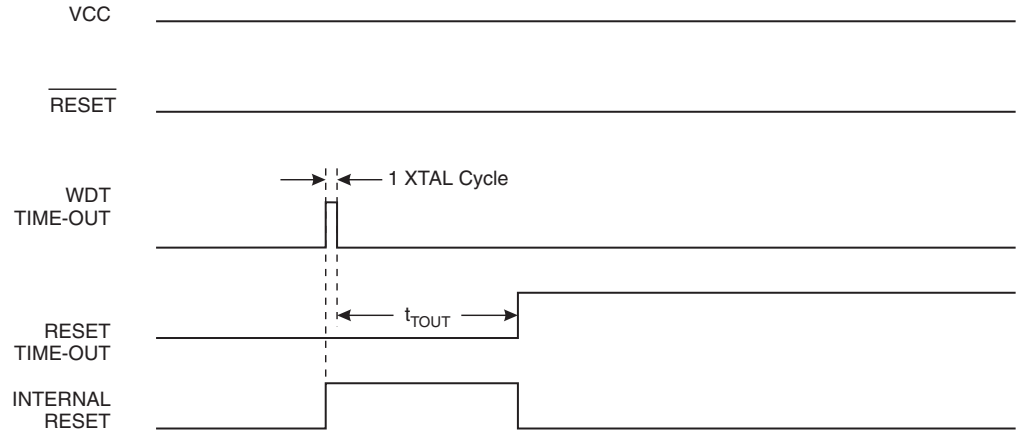 VCC
RESET
1 XTAL Cycle
WDT
TIME-OUT
tTOUT
RESET
TIME-OUT
INTERNAL
RESET